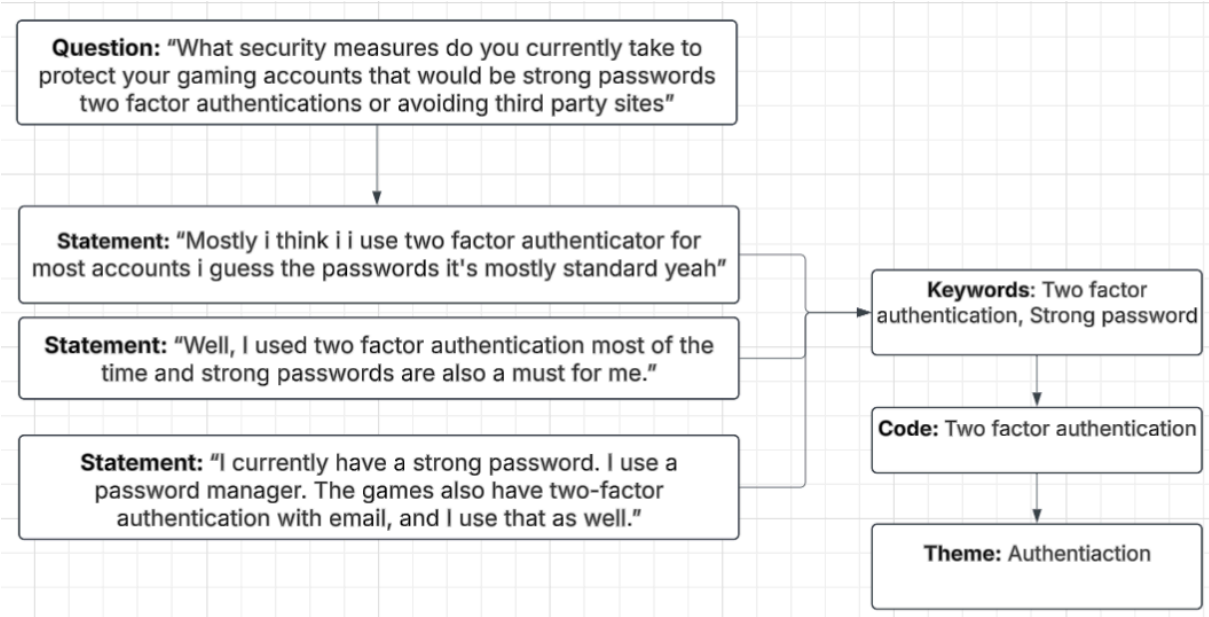 Question: “What security measures do you currently take to
protect your gaming accounts that would be strong passwords
two factor authentications or avoiding third party sites”
Statement: “Mostly i think i i use two factor authenticator for
most accounts i guess the passwords it's mostly standard yeah”
Statement: “Well, I used two factor authentication most of the
time and strong passwords are also a must for me.”
Statement: “I currently have a strong password. I use a
password manager. The games also have two-factor
authentication with email, and I use that as well.”
Keywords: Two factor
authentication, Strong password
Code: Two factor authentication
Theme: Authentiaction